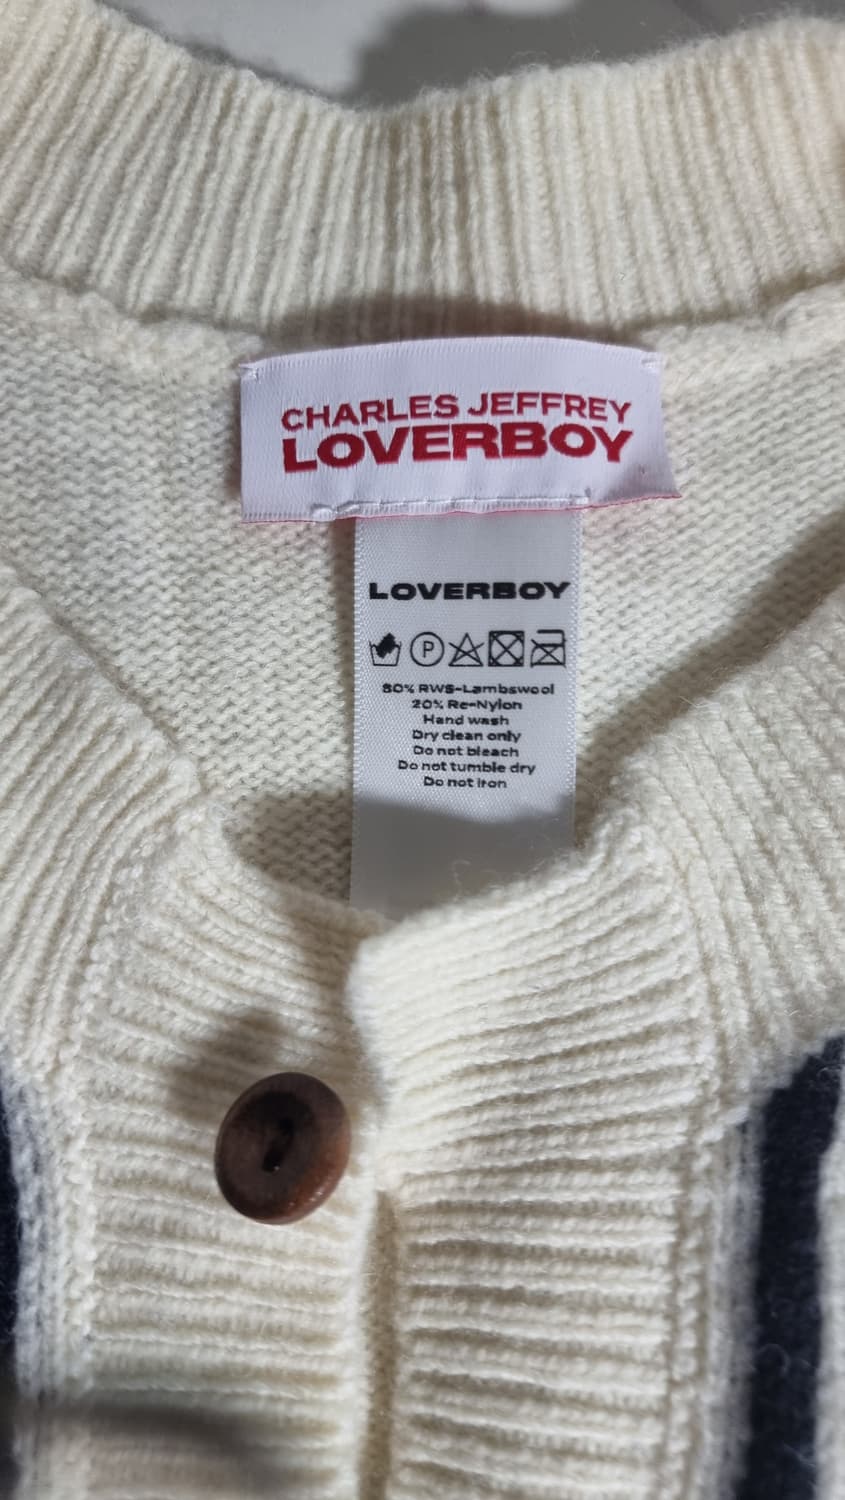 CHARLES JEFFREY
LOVERBOY
LOVERBOY
P
80% RWS-Lambswool
20% Re-Nylon
Hand wash
Dry clean only
Do not bleach
Do not tumble dry
Do not iron